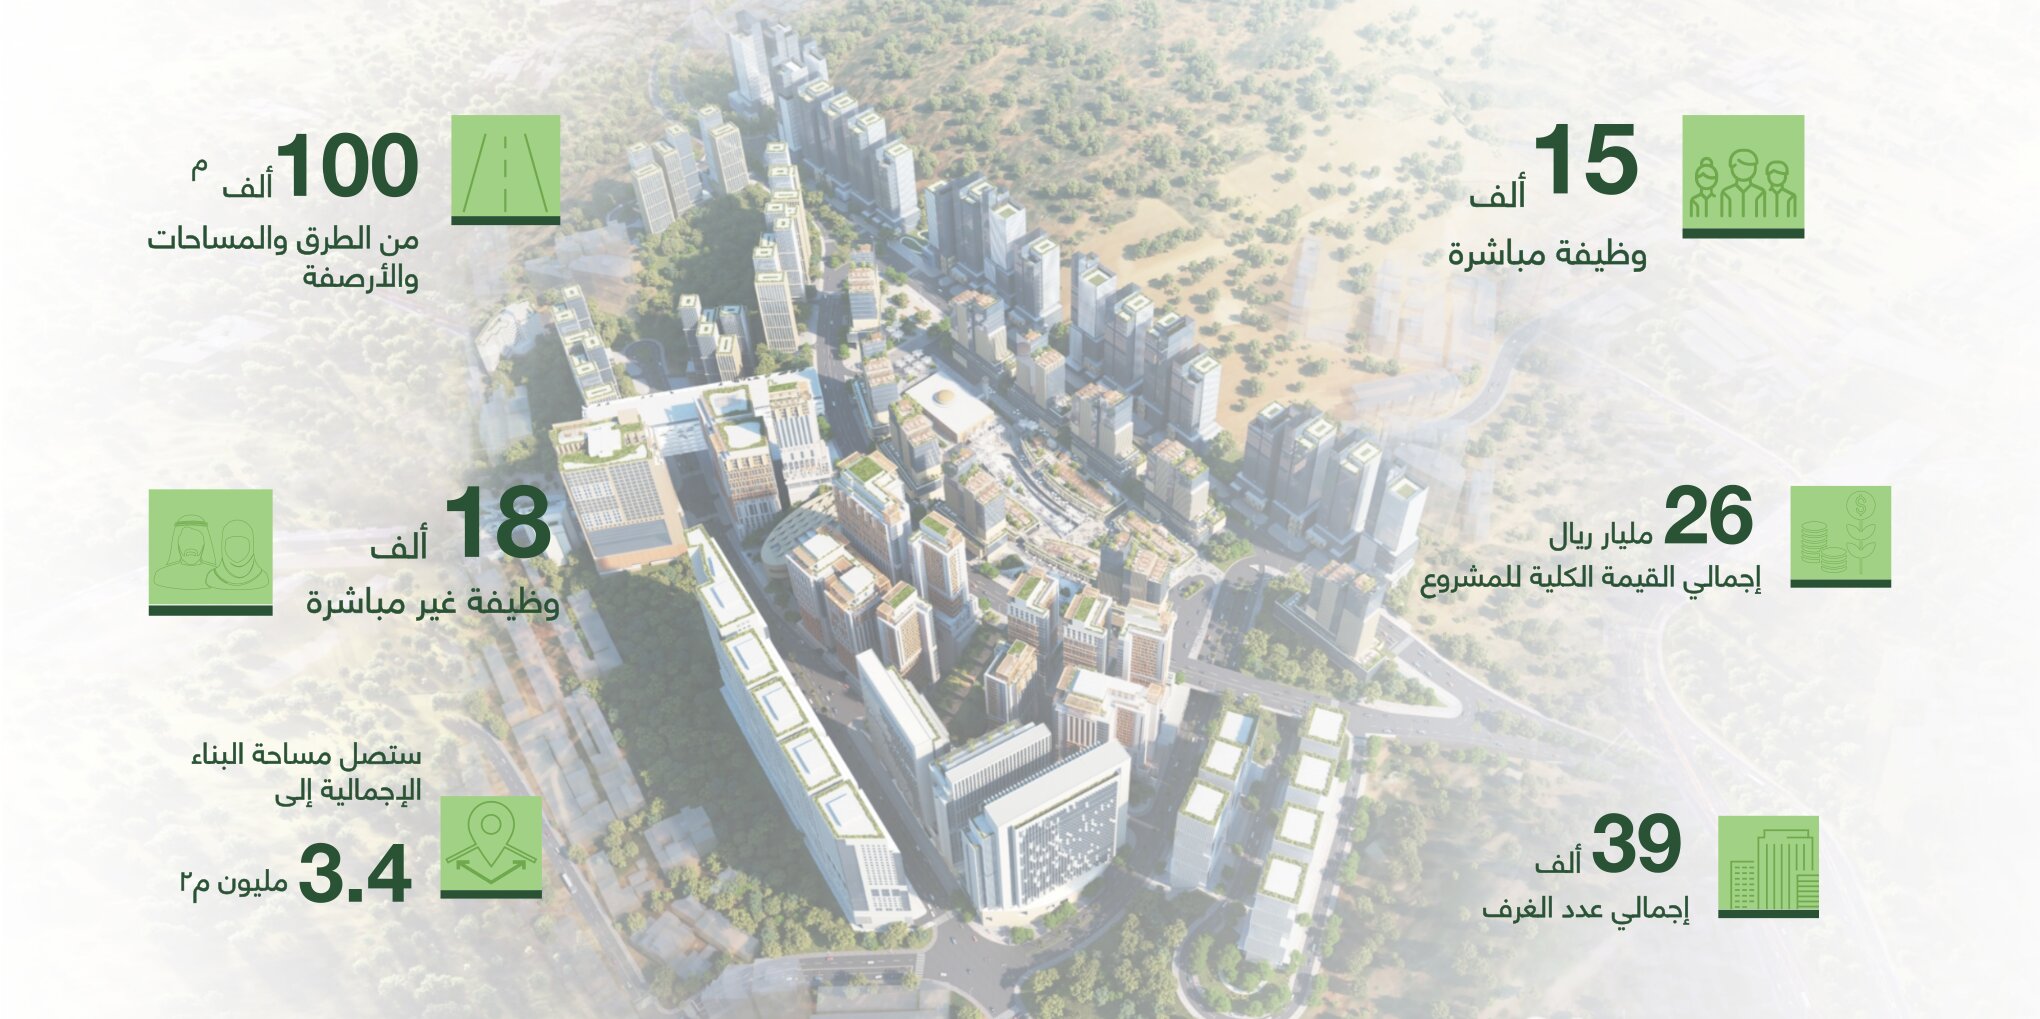 15 ألف
وظيفة مباشرة
100 ألف م
من الطرق والمساحات
والأرصفة
26 مليار ريال
إجمالي القيمة الكلية للمشروع
18 ألف
وظيفة غير مباشرة
39 ألف
إجمالي عدد الغرف
ستصل مساحة البناء
الإجمالية إلى
3.4 مليون م٢